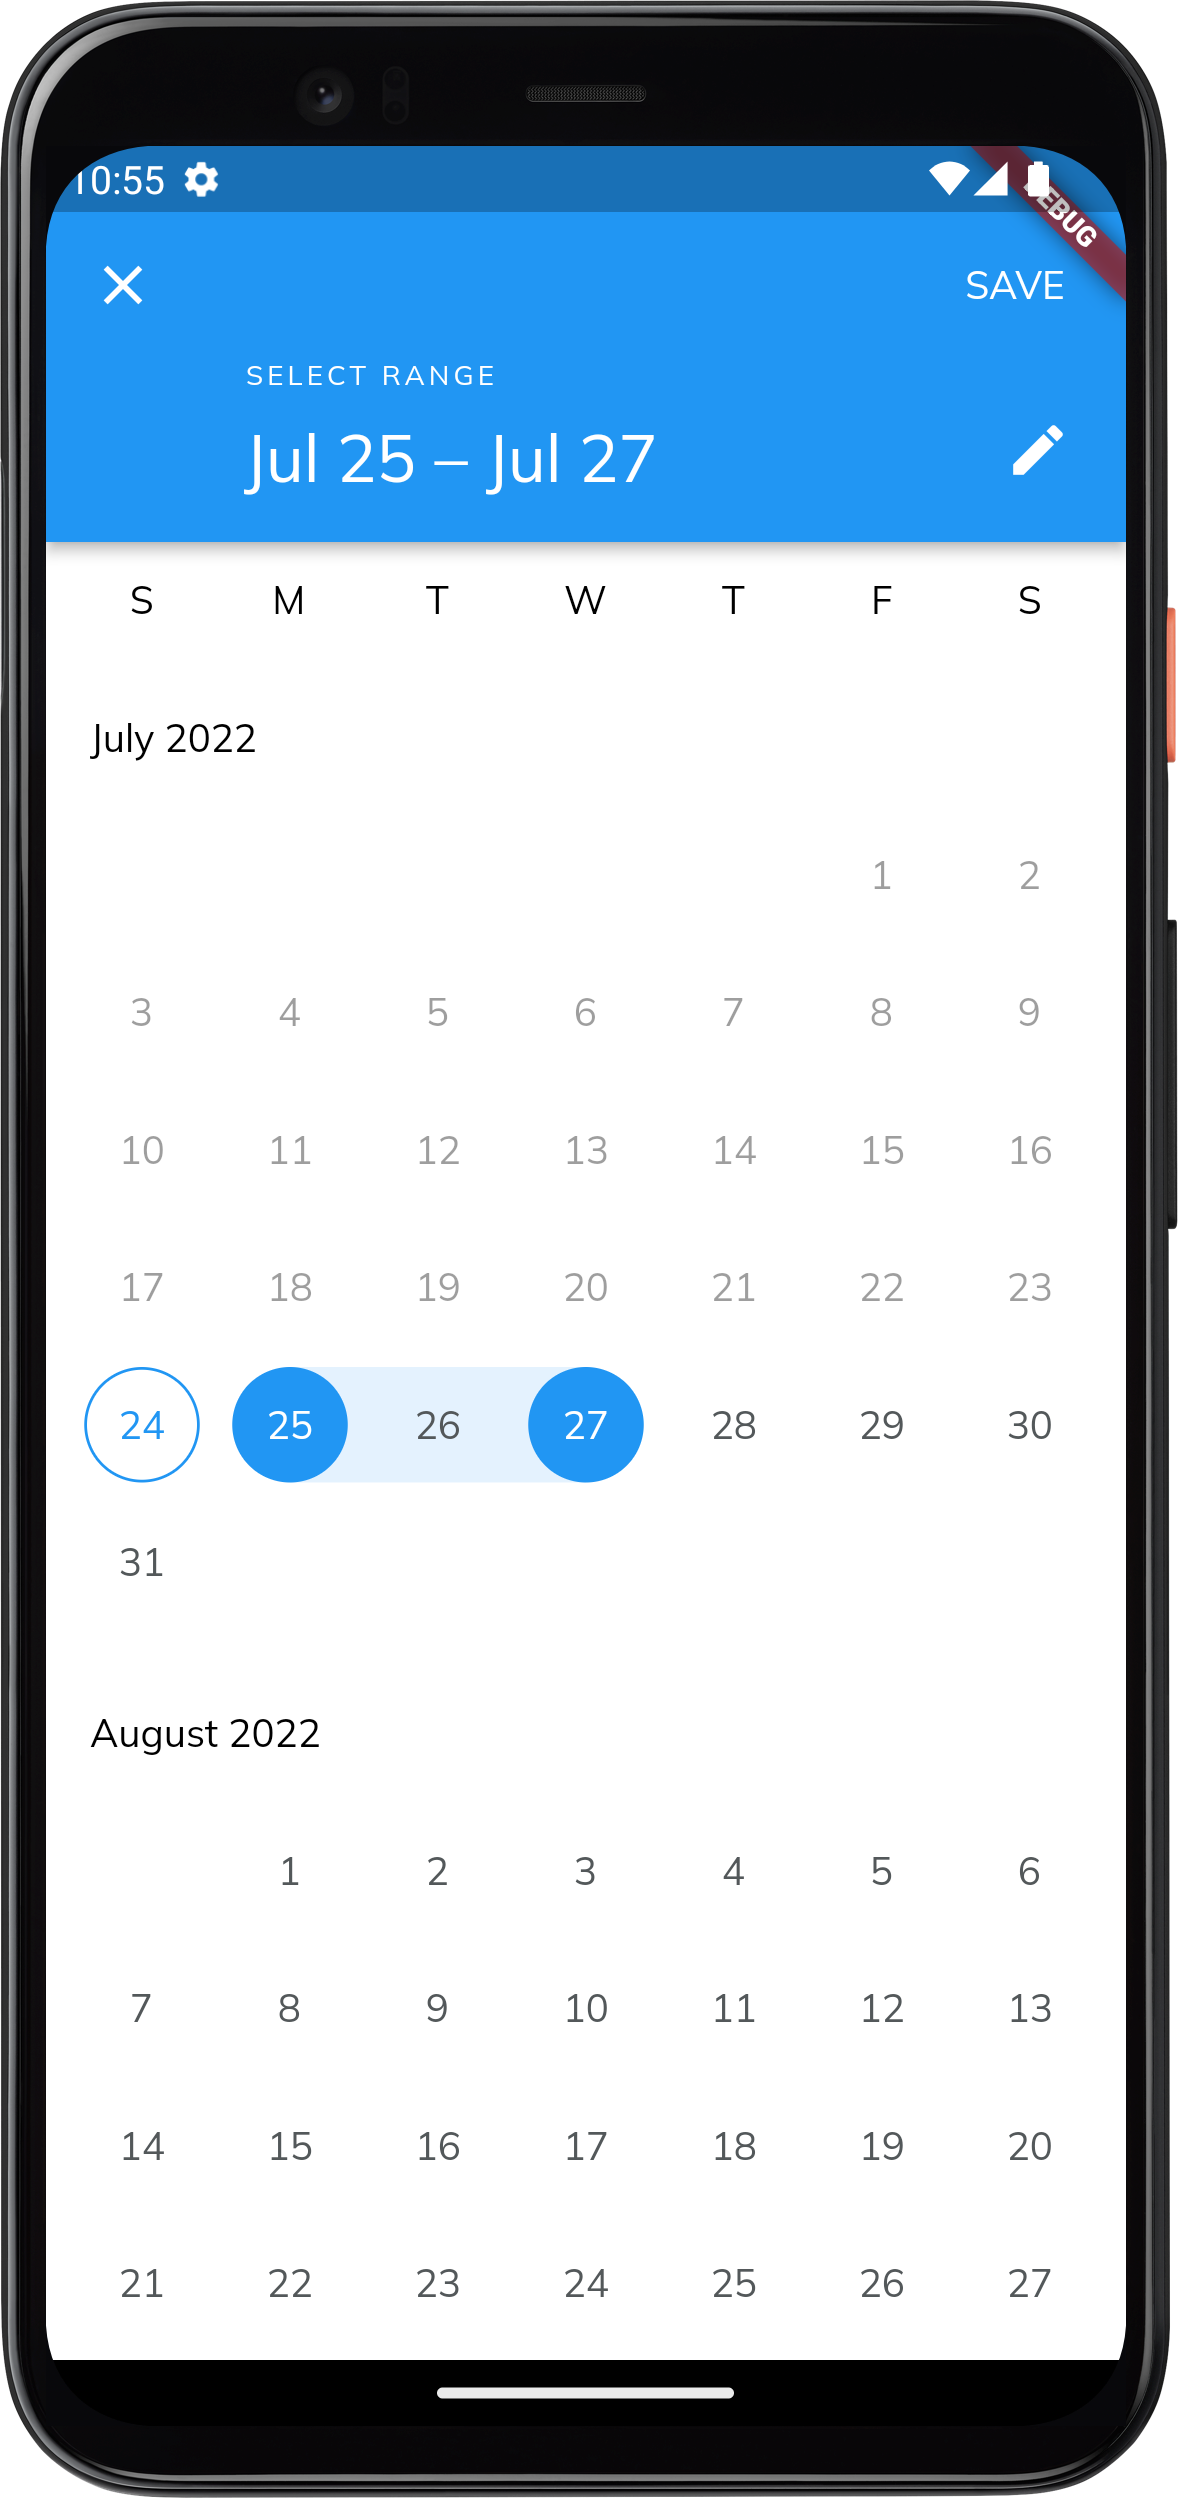 10:55
DEBUG
SAVE
SELECT RANGE
Jul 25 – Jul 27
S M T W T F S
July 2022
1 2
3 4 5 6 7 8 9
10 11 12 13 14 15 16
17 18 19 20 21 22 23
24 25 26 27 28 29 30
31
August 2022
1 2 3 4 5 6
7 8 9 10 11 12 13
14 15 16 17 18 19 20
21 22 23 24 25 26 27